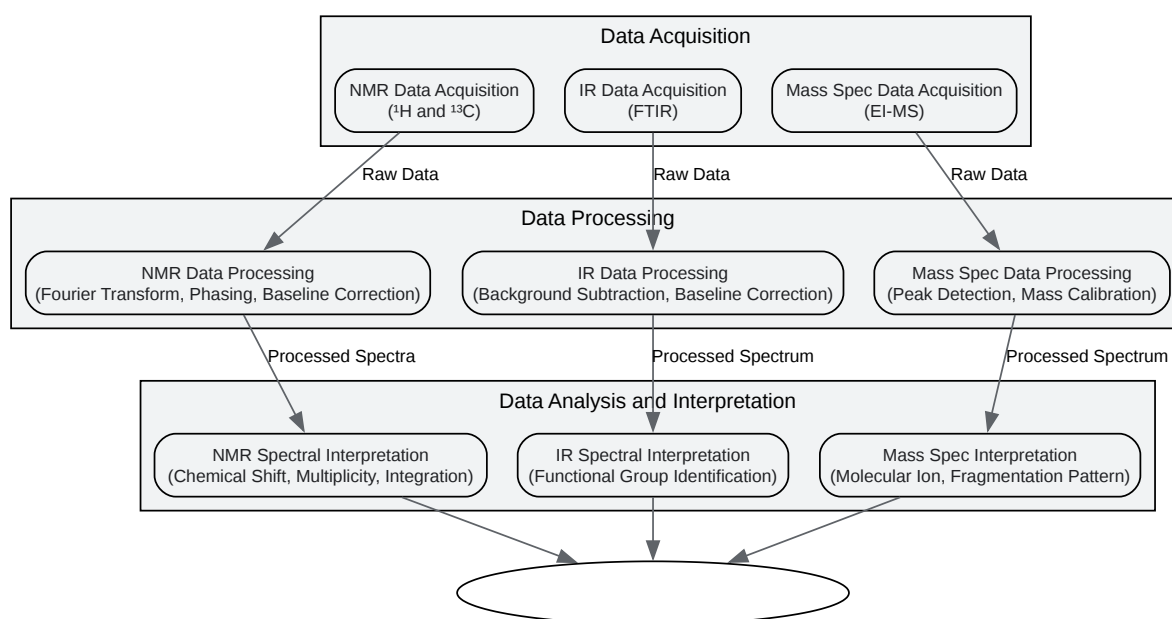 Data Acquisition
NMR Data Acquisition
(¹H and ¹³C)
IR Data Acquisition
(FTIR)
Mass Spec Data Acquisition
(EI-MS)
Raw Data
Raw Data
Raw Data
Data Processing
NMR Data Processing
(Fourier Transform, Phasing, Baseline Correction)
IR Data Processing
(Background Subtraction, Baseline Correction)
Mass Spec Data Processing
(Peak Detection, Mass Calibration)
Processed Spectra
Processed Spectrum
Processed Spectrum
Data Analysis and Interpretation
NMR Spectral Interpretation
(Chemical Shift, Multiplicity, Integration)
IR Spectral Interpretation
(Functional Group Identification)
Mass Spec Interpretation
(Molecular Ion, Fragmentation Pattern)